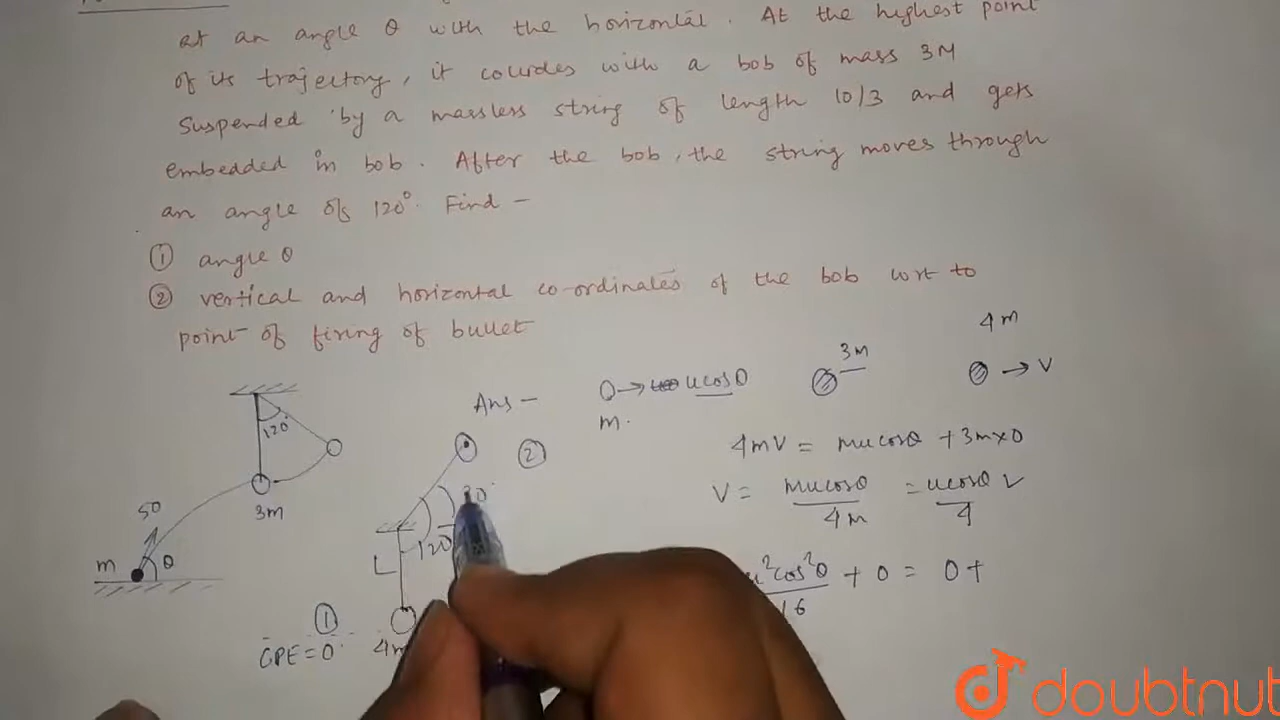 at an angle θ with the horizontal. At the highest point
of its trajectory, it collides with a bob of mass 3M
suspended by a massless string of length 10/3 and gets
embedded in bob. After the bob, the string moves through
an angle of 120°. Find -
① angle θ
② vertical and horizontal co-ordinates of the bob wrt to
point of firing of bullet
4m
3m
→ V
O→ ucosθ
m.
Ans -
120°
②
4mV = mucosθ + 3m×0
V = mucosθ/4m = ucosθ/4
50
3m
m
θ
30°
120
L
u²cos²θ/16 + 0 = 0 +
①
GPE = 0
4m
doubtnut